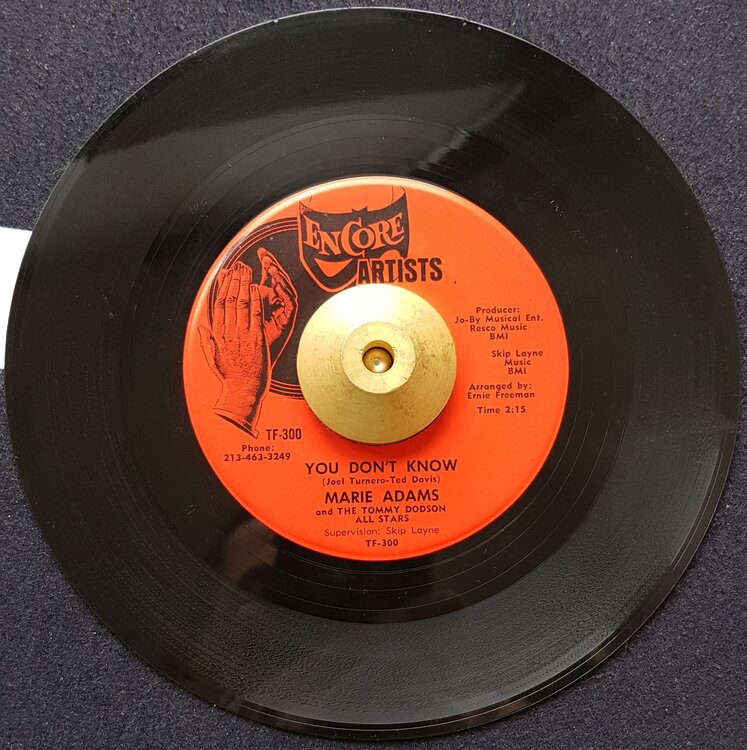 ENCORE
ARTISTS
Producer:
Jo-By Musical Ent.
Resco Music
BMI
Skip Layne
Music
BMI
Arranged by:
Ernie Freeman
Time 2:15
TF-300
Phone:
213-463-3249
YOU DON'T KNOW
(Joel Turnero-Ted Davis)
MARIE ADAMS
and THE TOMMY DODSON
ALL STARS
Supervision: Skip Layne
TF-300